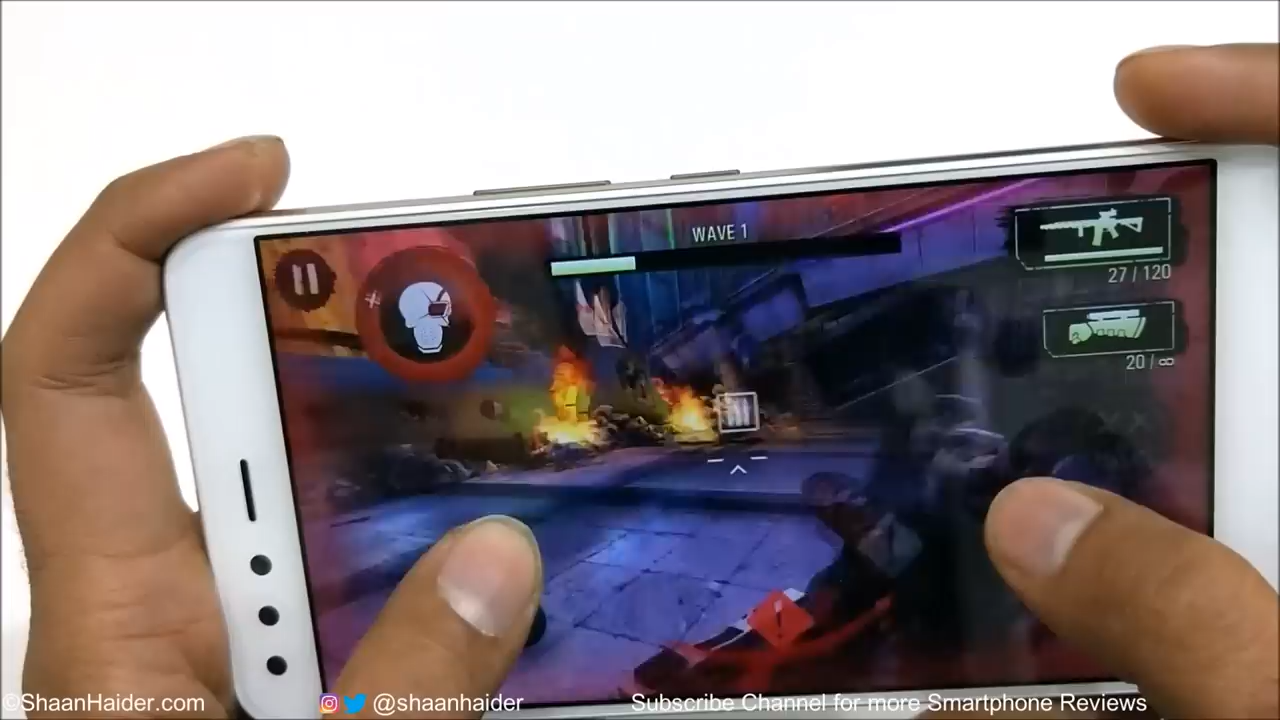 WAVE 1
27 / 120
20 / ∞
©ShaanHaider.com
@shaanhaider
Subscribe Channel for more Smartphone Reviews